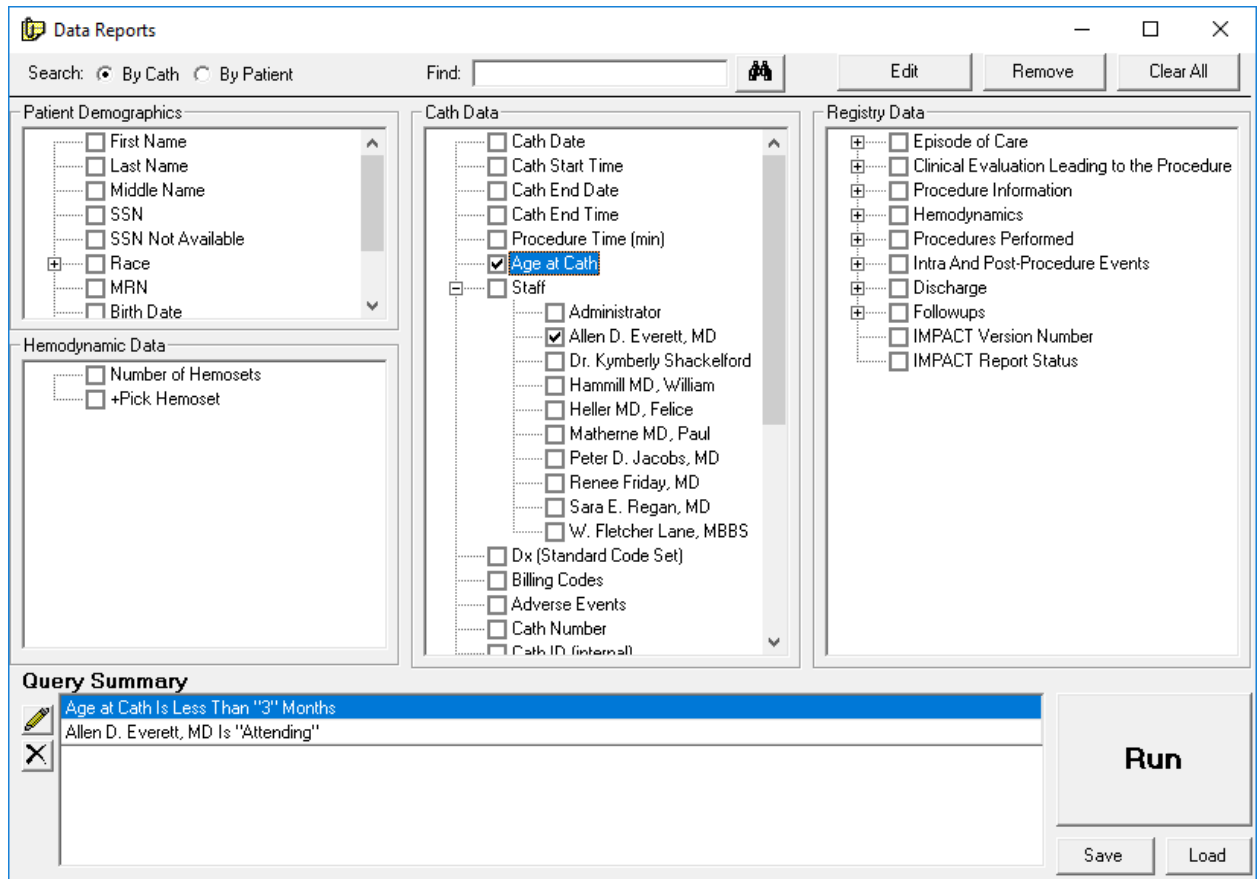 Data Reports
Search: By Cath By Patient Find: Edit Remove Clear All
Patient Demographics
First Name
Last Name
Middle Name
SSN
SSN Not Available
Race
MRN
Birth Date
Hemodynamic Data
Number of Hemosets
+Pick Hemoset
Cath Data
Cath Date
Cath Start Time
Cath End Date
Cath End Time
Procedure Time (min)
Age at Cath
Staff
Administrator
Allen D. Everett, MD
Dr. Kymberly Shackelford
Hammill MD, William
Heller MD, Felice
Matherne MD, Paul
Peter D. Jacobs, MD
Renee Friday, MD
Sara E. Regan, MD
W. Fletcher Lane, MBBS
Dx (Standard Code Set)
Billing Codes
Adverse Events
Cath Number
Cath ID (internal)
Registry Data
Episode of Care
Clinical Evaluation Leading to the Procedure
Procedure Information
Hemodynamics
Procedures Performed
Intra And Post-Procedure Events
Discharge
Followups
IMPACT Version Number
IMPACT Report Status
Query Summary
Age at Cath Is Less Than "3" Months
Allen D. Everett, MD Is "Attending"
Run
Save Load